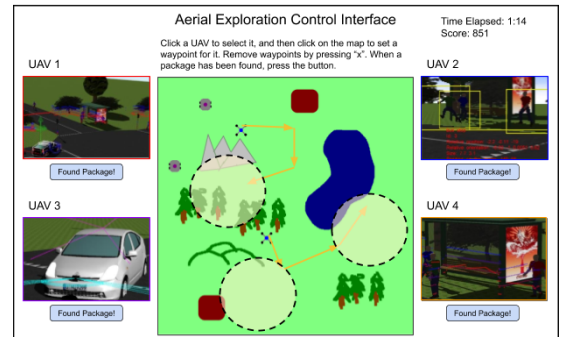 Aerial Exploration Control Interface
Time Elapsed: 1:14
Score: 851
Click a UAV to select it, and then click on the map to set a
waypoint for it. Remove waypoints by pressing "x". When a
package has been found, press the button.
UAV 1
UAV 2
Found Package!
Found Package!
UAV 3
UAV 4
Found Package!
Found Package!